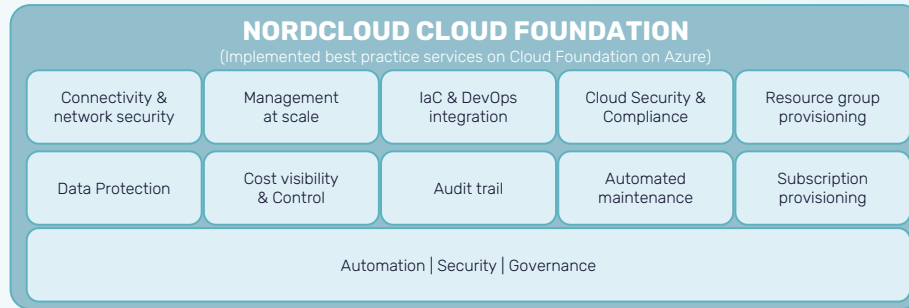 NORDCLOUD CLOUD FOUNDATION
(Implemented best practice services on Cloud Foundation on Azure)
Connectivity &
network security
Management
at scale
IaC & DevOps
integration
Cloud Security &
Compliance
Resource group
provisioning
Data Protection
Cost visibility
& Control
Audit trail
Automated
maintenance
Subscription
provisioning
Automation | Security | Governance